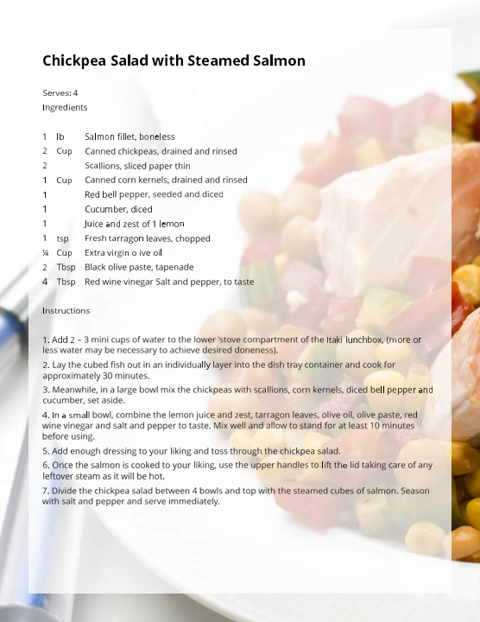 Chickpea Salad with Steamed Salmon
Serves: 4
Ingredients
1 lb Salmon fillet, boneless
2 Cup Canned chickpeas, drained and rinsed
2 Scallions, sliced paper thin
1 Cup Canned corn kernels, drained and rinsed
1 Red bell pepper, seeded and diced
1 Cucumber, diced
1 Juice and zest of 1 lemon
1 tsp Fresh tarragon leaves, chopped
¼ Cup Extra virgin o ive oil
2 Tbsp Black olive paste, tapenade
4 Tbsp Red wine vinegar Salt and pepper, to taste
Instructions
1. Add 2 – 3 mini cups of water to the lower 'stove compartment of the Itaki lunchbox, (more or
less water may be necessary to achieve desired doneness).
2. Lay the cubed fish out in an individually layer into the dish tray container and cook for
approximately 30 minutes.
3. Meanwhile, in a large bowl mix the chickpeas with scallions, corn kernels, diced bell pepper and
cucumber, set aside.
4. In a small bowl, combine the lemon juice and zest, tarragon leaves, olive oil, olive paste, red
wine vinegar and salt and pepper to taste. Mix well and allow to stand for at least 10 minutes
before using.
5. Add enough dressing to your liking and toss through the chickpea salad.
6. Once the salmon is cooked to your liking, use the upper handles to lift the lid taking care of any
leftover steam as it will be hot.
7. Divide the chickpea salad between 4 bowls and top with the steamed cubes of salmon. Season
with salt and pepper and serve immediately.